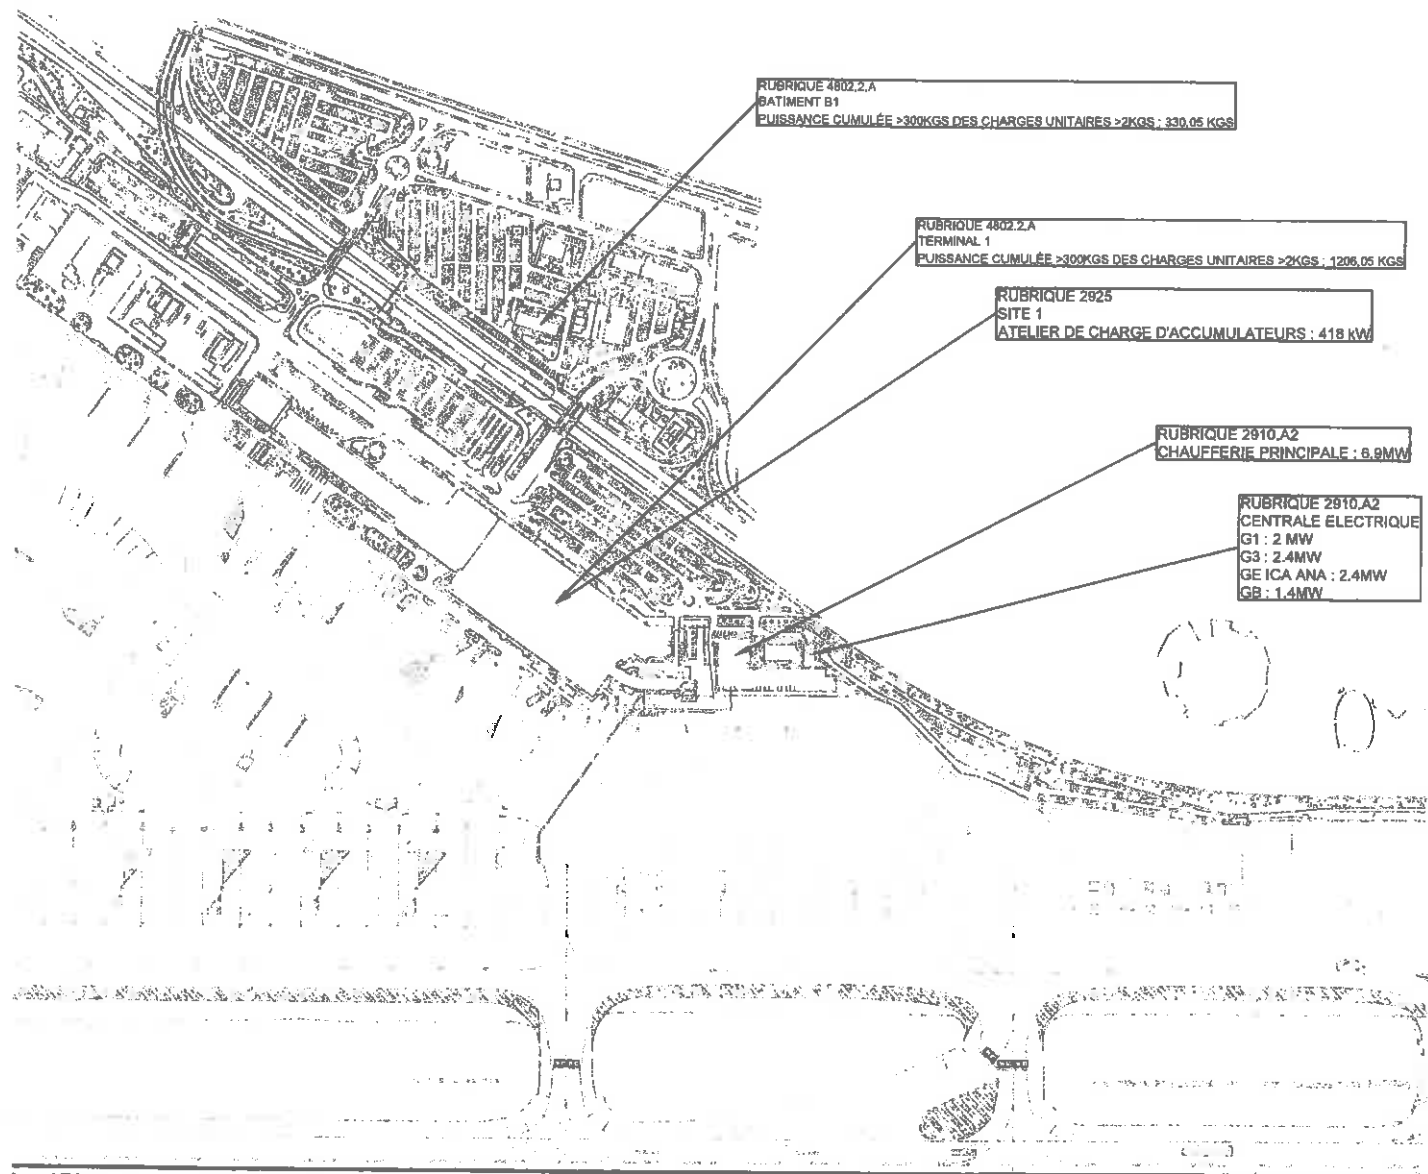 RUBRIQUE 4802,2,A
BATIMENT B1
PUISSANCE CUMULÉE >300KGS DES CHARGES UNITAIRES >2KGS : 330,05 KGS
RUBRIQUE 4802.2.A
TERMINAL 1
PUISSANCE CUMULÉE >300KGS DES CHARGES UNITAIRES >2KGS : 1206,05 KGS
RUBRIQUE 2925
SITE 1
ATELIER DE CHARGE D'ACCUMULATEURS : 418 kW
RUBRIQUE 2910,A2
CHAUFFERIE PRINCIPALE : 6.9MW
RUBRIQUE 2910,A2
CENTRALE ELECTRIQUE
G1 : 2 MW
G3 : 2.4MW
GE ICA ANA : 2.4MW
GB : 1.4MW